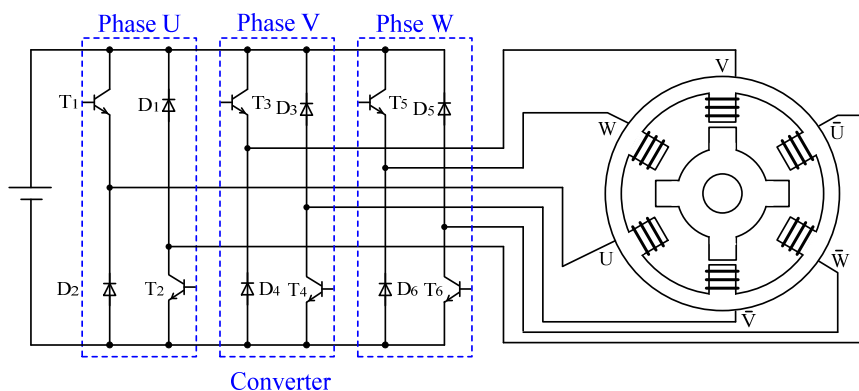 Phase U Phase V Phse W
V
T1 D1 T3 D3 T5 D5
W Ū
U W̄
D2 T2 D4 T4 D6 T6
V̄
Converter